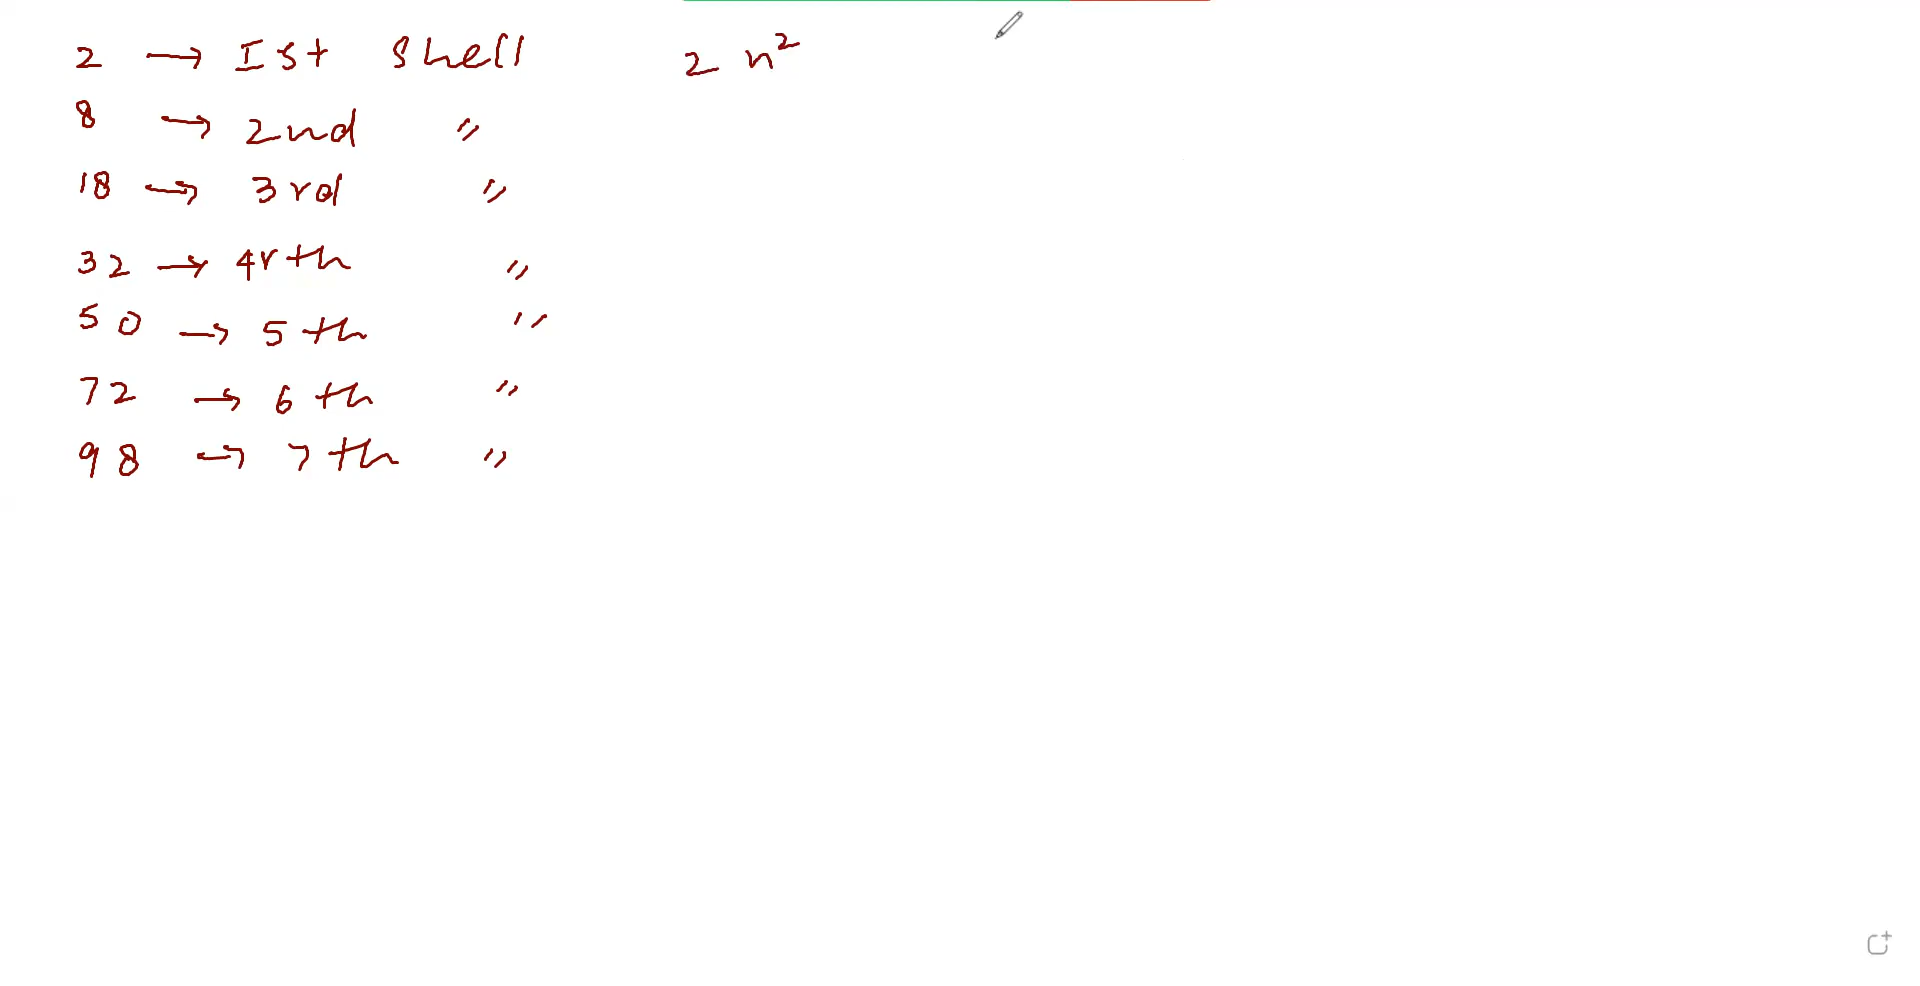 2 → Ist shell 2 n²
8 → 2nd "
18 → 3rd "
32 → 4rth "
50 → 5th "
72 → 6th "
98 → 7th "